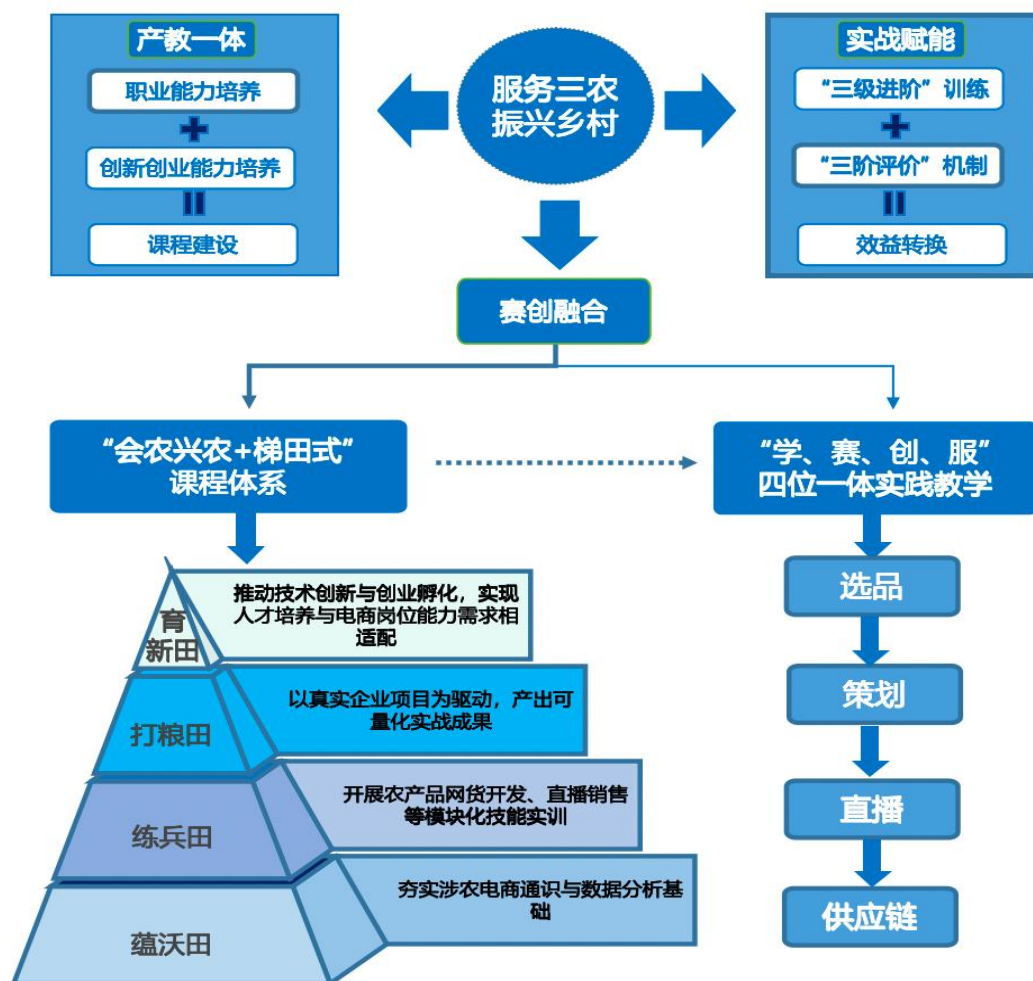 产教一体
职业能力培养
+
创新创业能力培养
=
课程建设
服务三农
振兴乡村
实战赋能
“三级进阶”训练
+
“三阶评价”机制
=
效益转换
赛创融合
“会农兴农+梯田式”
课程体系
“学、赛、创、服”
四位一体实践教学
育
新田
推动技术创新与创业孵化，实现
人才培养与电商岗位能力需求相
适配
打粮田
以真实企业项目为驱动，产出可
量化实战成果
练兵田
开展农产品网货开发、直播销售
等模块化技能实训
蕴沃田
夯实涉农电商通识与数据分析基
础
选品
策划
直播
供应链